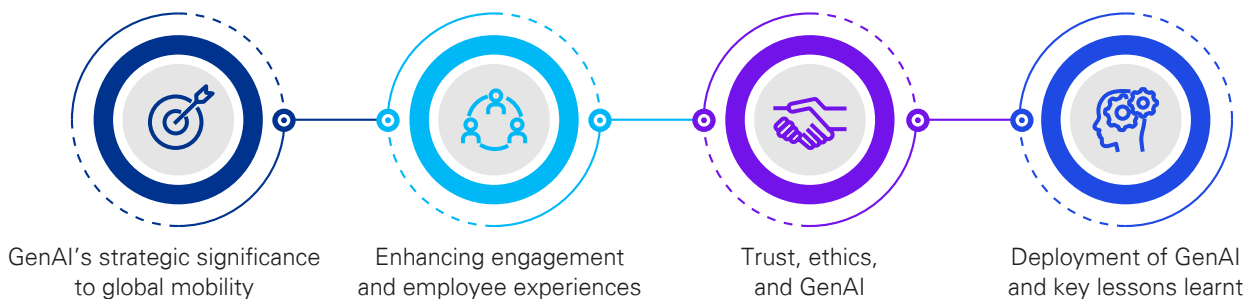 GenAI’s strategic significance
to global mobility
Enhancing engagement
and employee experiences
Trust, ethics,
and GenAI
Deployment of GenAI
and key lessons learnt